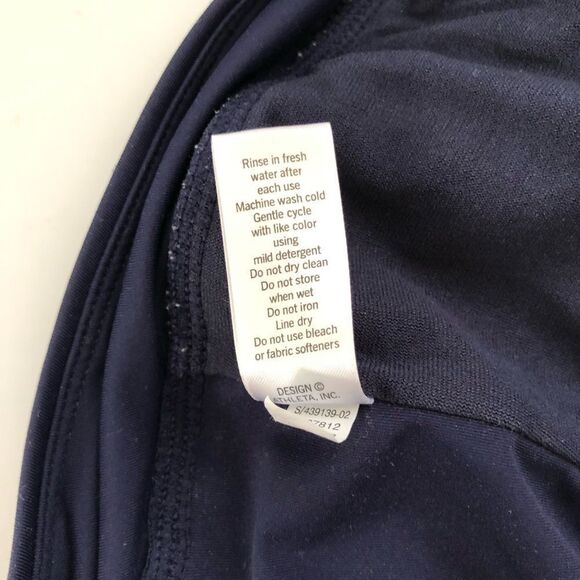 Rinse in fresh
water after
each use
Machine wash cold
Gentle cycle
with like color
using
mild detergent
Do not dry clean
Do not store
when wet
Do not iron
Line dry
Do not use bleach
or fabric softeners
DESIGN ©
ATHLETA, INC.
S/439139-02
7812